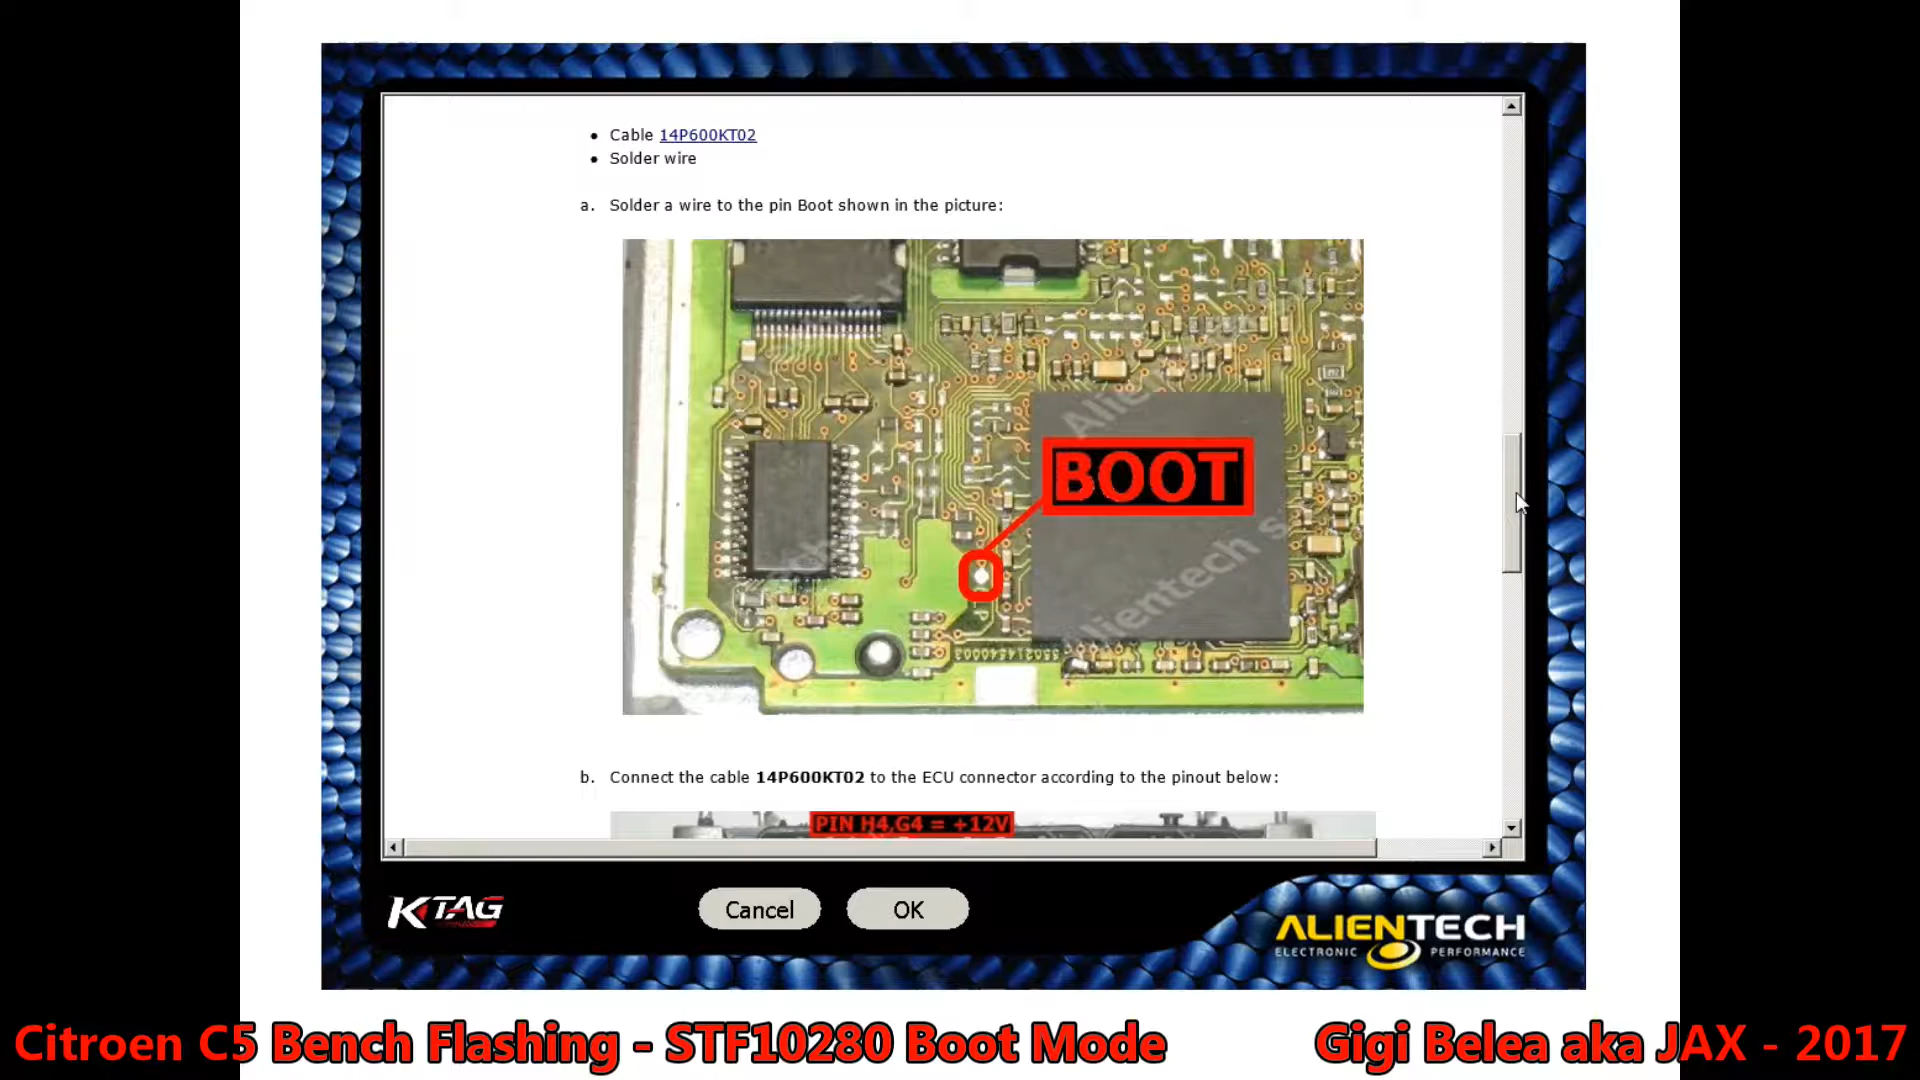 Cable 14P600KT02
Solder wire
a. Solder a wire to the pin Boot shown in the picture:
Alientech s
BOOT
b. Connect the cable 14P600KT02 to the ECU connector according to the pinout below:
PIN H4,G4 = +12V
KTAG
Cancel
OK
ALIENTECH
ELECTRONIC PERFORMANCE
Citroen C5 Bench Flashing - STF10280 Boot Mode
Gigi Belea aka JAX - 2017